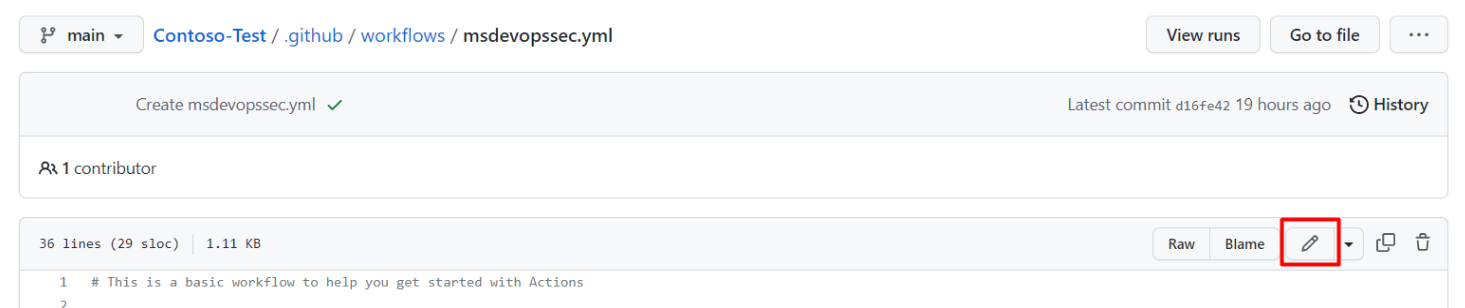 main Contoso-Test / .github / workflows / msdevopssec.yml View runs Go to file ···
Create msdevopssec.yml Latest commit d16fe42 19 hours ago History
1 contributor
36 lines (29 sloc) 1.11 KB Raw Blame
1 # This is a basic workflow to help you get started with Actions
2